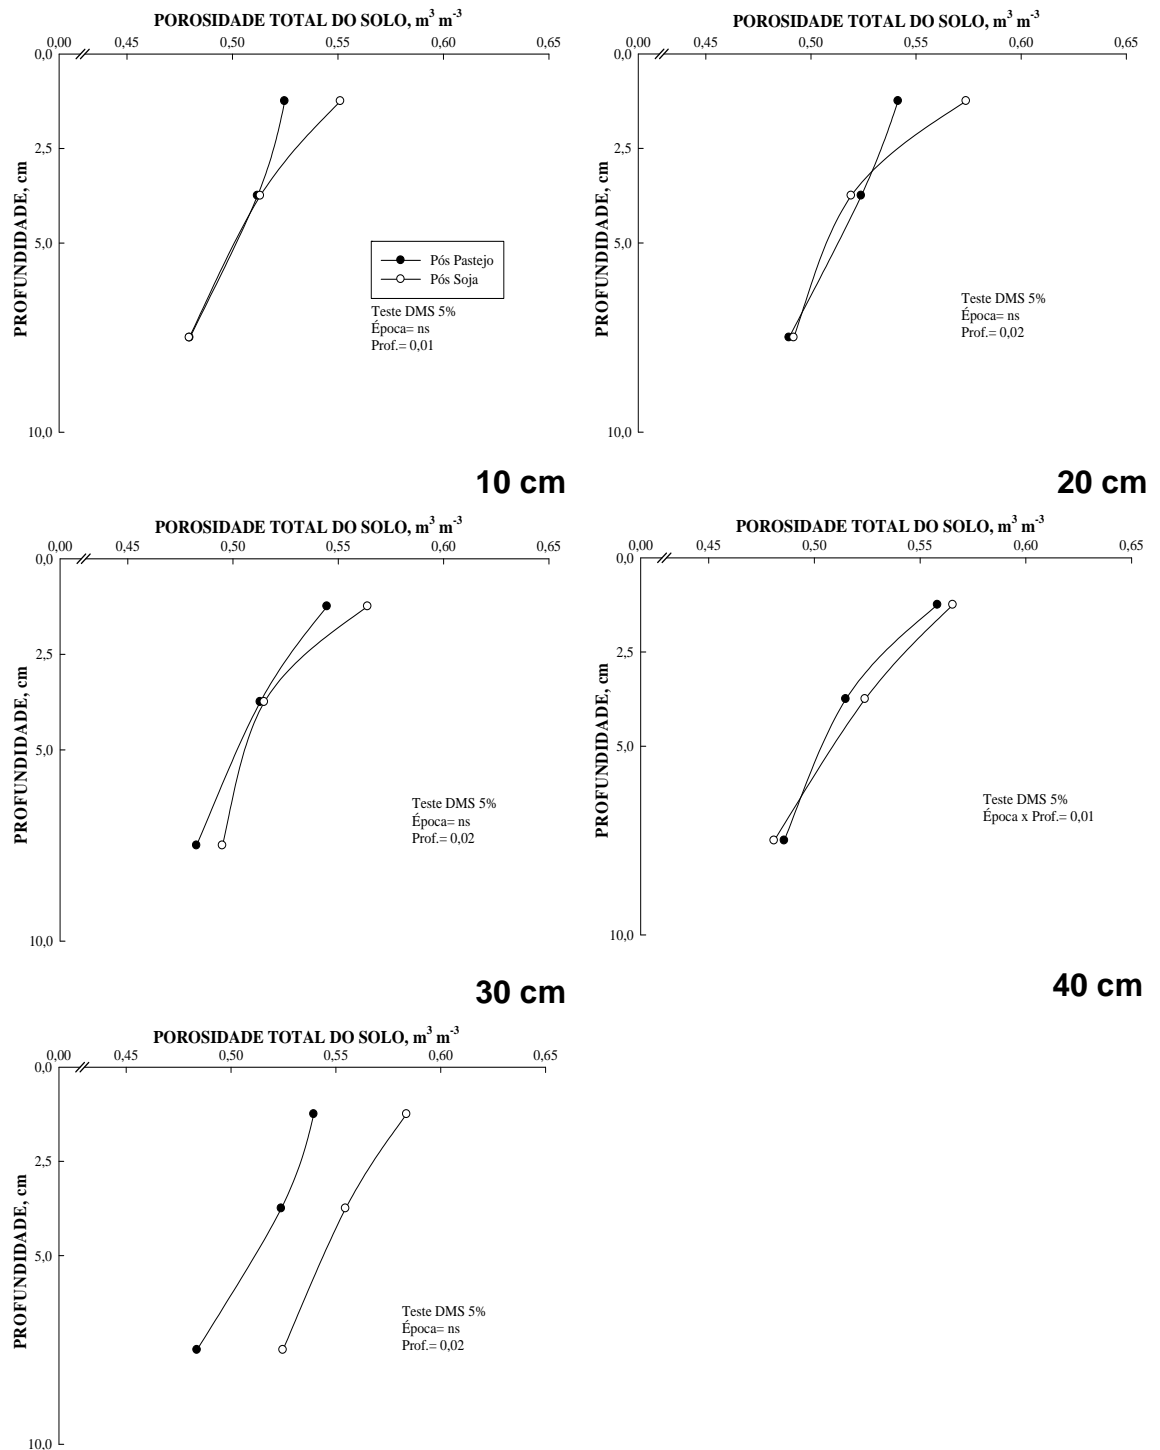 POROSIDADE TOTAL DO SOLO, m³ m⁻³
0,00 0,45 0,50 0,55 0,60 0,65
0,0
2,5
5,0
10,0
PROFUNDIDADE, cm
Pós Pastejo
Pós Soja
Teste DMS 5%
Época= ns
Prof.= 0,01
10 cm
POROSIDADE TOTAL DO SOLO, m³ m⁻³
0,00 0,45 0,50 0,55 0,60 0,65
0,0
2,5
5,0
10,0
PROFUNDIDADE, cm
Teste DMS 5%
Época= ns
Prof.= 0,02
20 cm
POROSIDADE TOTAL DO SOLO, m³ m⁻³
0,00 0,45 0,50 0,55 0,60 0,65
0,0
2,5
5,0
10,0
PROFUNDIDADE, cm
Teste DMS 5%
Época= ns
Prof.= 0,02
30 cm
POROSIDADE TOTAL DO SOLO, m³ m⁻³
0,00 0,45 0,50 0,55 0,60 0,65
0,0
2,5
5,0
10,0
PROFUNDIDADE, cm
Teste DMS 5%
Época x Prof.= 0,01
40 cm
POROSIDADE TOTAL DO SOLO, m³ m⁻³
0,00 0,45 0,50 0,55 0,60 0,65
0,0
2,5
5,0
10,0
PROFUNDIDADE, cm
Teste DMS 5%
Época= ns
Prof.= 0,02